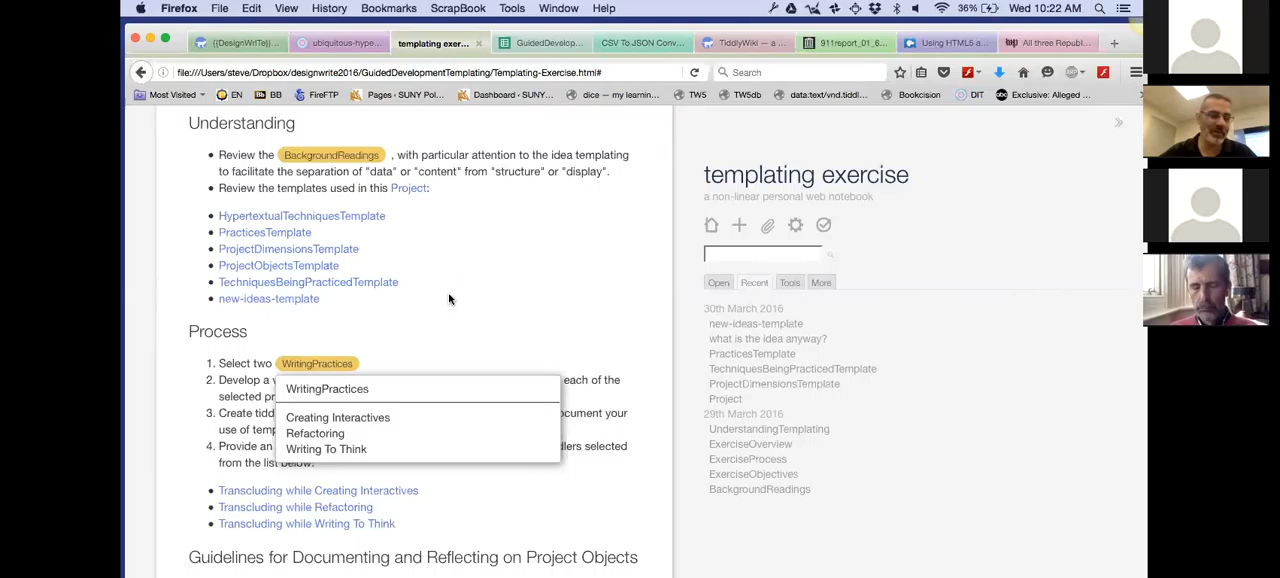 Firefox File Edit View History Bookmarks ScrapBook Tools Window Help 36% Wed 10:22 AM
{{DesignWriTe}}... ubiquitous-hype... templating exer... GuidedDevelop... CSV To JSON Conv... TiddlyWiki — a ... 911report_01_6... Using HTML5 a... All three Republ...
file:///Users/steve/Dropbox/designwrite2016/GuidedDevelopmentTemplating/Templating-Exercise.html# Search
Most Visited EN BB FireFTP Pages · SUNY Pol... Dashboard · SUNY... dice — my learnin... TW5 TW5db data:text/vnd.tiddl... Bookcision DIT Exclusive: Alleged ...
Understanding
Review the BackgroundReadings , with particular attention to the idea templating
to facilitate the separation of "data" or "content" from "structure" or "display".
Review the templates used in this Project:
HypertextualTechniquesTemplate
PracticesTemplate
ProjectDimensionsTemplate
ProjectObjectsTemplate
TechniquesBeingPracticedTemplate
new-ideas-template
Process
1. Select two WritingPractices
2. Develop a each of the
selected
3. Create tidd ocument your
use of
4. Provide an dlers selected
from the list below.
WritingPractices
Creating Interactives
Refactoring
Writing To Think
Transcluding while Creating Interactives
Transcluding while Refactoring
Transcluding while Writing To Think
Guidelines for Documenting and Reflecting on Project Objects
templating exercise
a non-linear personal web notebook
Open Recent Tools More
30th March 2016
new-ideas-template
what is the idea anyway?
PracticesTemplate
TechniquesBeingPracticedTemplate
ProjectDimensionsTemplate
Project
29th March 2016
UnderstandingTemplating
ExerciseOverview
ExerciseProcess
ExerciseObjectives
BackgroundReadings